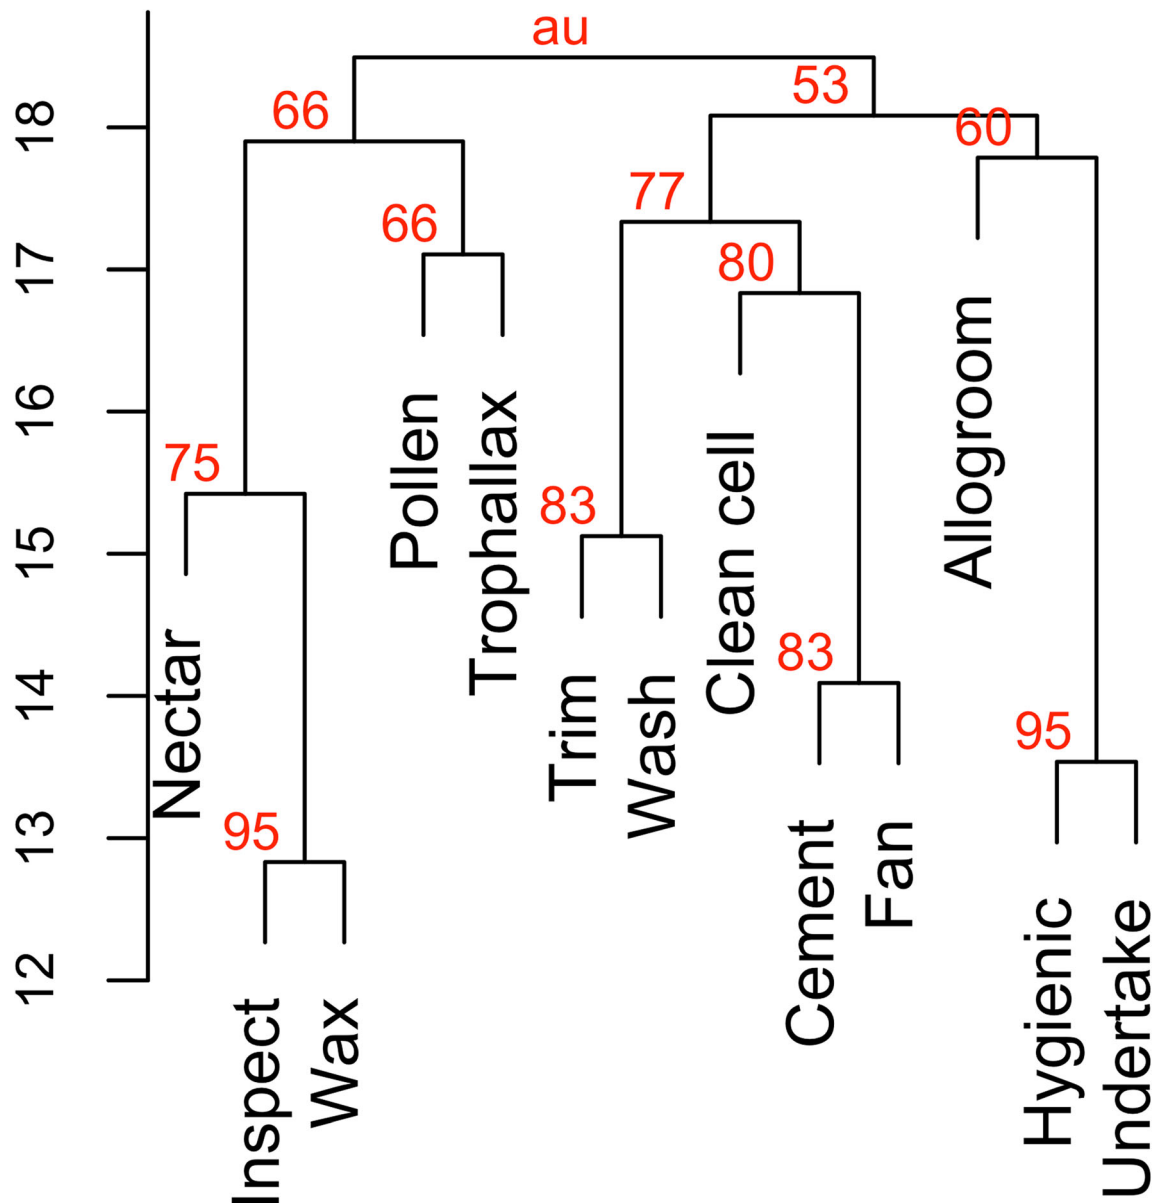 au
53
66
60
18
77
66
80
17
16
75
83
15
83
14
95
95
13
12
Nectar
Inspect
Wax
Pollen
Trophallax
Trim
Wash
Clean cell
Cement
Fan
Allogroom
Hygienic
Undertake